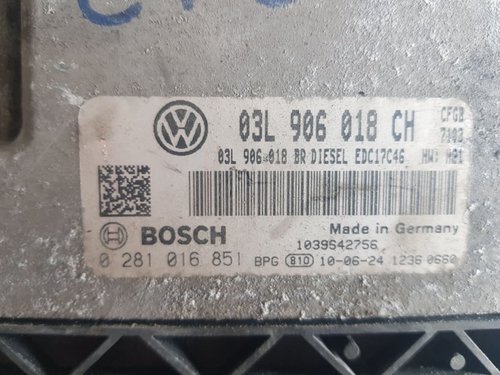 03L 906 018 CH CFGB
7103
03L 906 018 BR DIESEL EDC17C46 HW: H21
Made in Germany
BOSCH 1039S42756
0 281 016 851 BPG 810 10-06-24 1236 0660